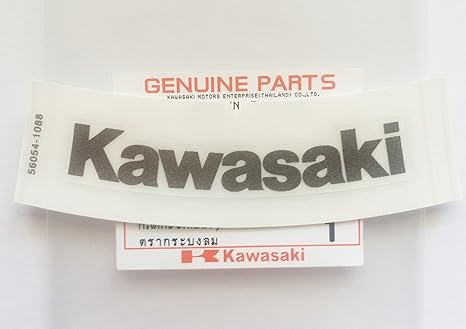 GENUINE PARTS
KAWASAKI MOTORS ENTERPRISE(THAILAND) CO.,LTD.
56054-1088
Kawasaki
ตรากระบังลม
1
Kawasaki